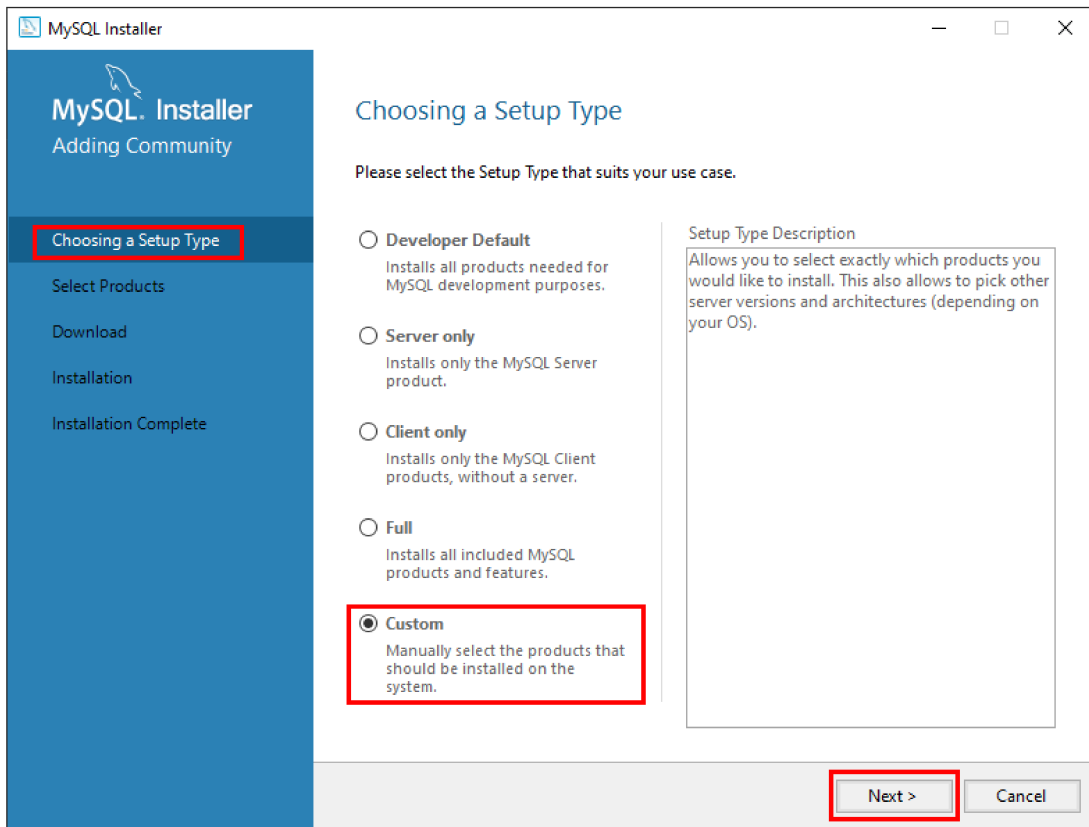 MySQL Installer
MySQL. Installer
Adding Community
Choosing a Setup Type
Select Products
Download
Installation
Installation Complete
Choosing a Setup Type
Please select the Setup Type that suits your use case.
Developer Default
Installs all products needed for
MySQL development purposes.
Server only
Installs only the MySQL Server
product.
Client only
Installs only the MySQL Client
products, without a server.
Full
Installs all included MySQL
products and features.
Custom
Manually select the products that
should be installed on the
system.
Setup Type Description
Allows you to select exactly which products you
would like to install. This also allows to pick other
server versions and architectures (depending on
your OS).
Next >
Cancel